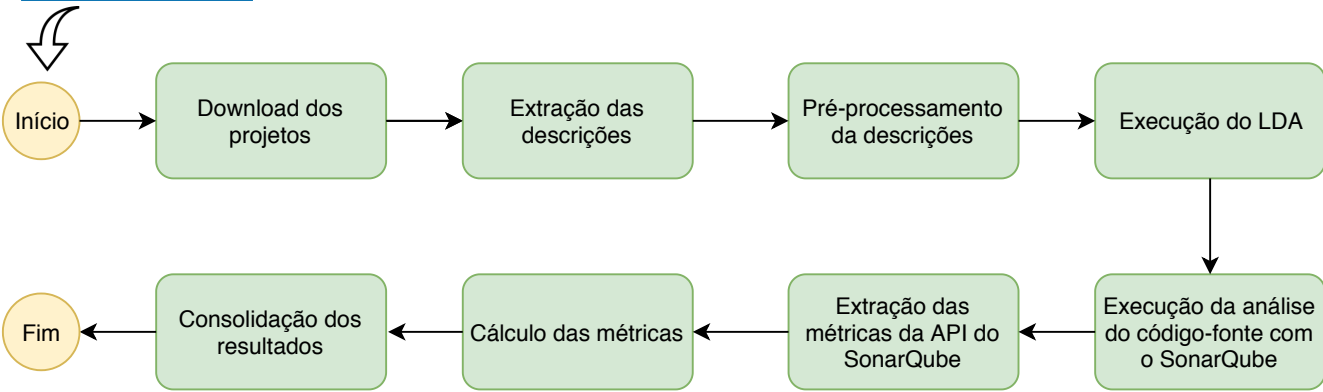 Início
Download dos
projetos
Extração das
descrições
Pré-processamento
da descrições
Execução do LDA
Fim
Consolidação dos
resultados
Cálculo das métricas
Extração das
métricas da API do
SonarQube
Execução da análise
do código-fonte com
o SonarQube